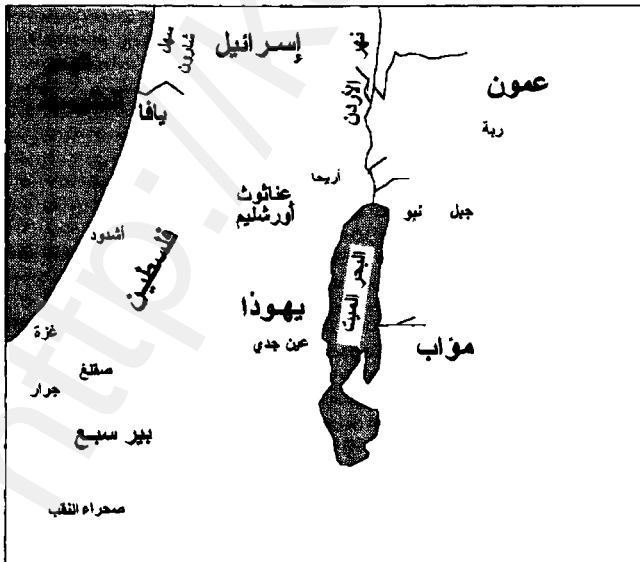 إسرائيل
سهل
شارون
نهر
الأردن
عمون
يافا
ربة
أريحا
عناثوث
أورشليم
جبل نبو
أشدود
فلسطين
البحر الميت
يهوذا
غزة
عين جدي
مؤاب
صقلغ
جرار
بير سبع
صحراء النقب
http://k